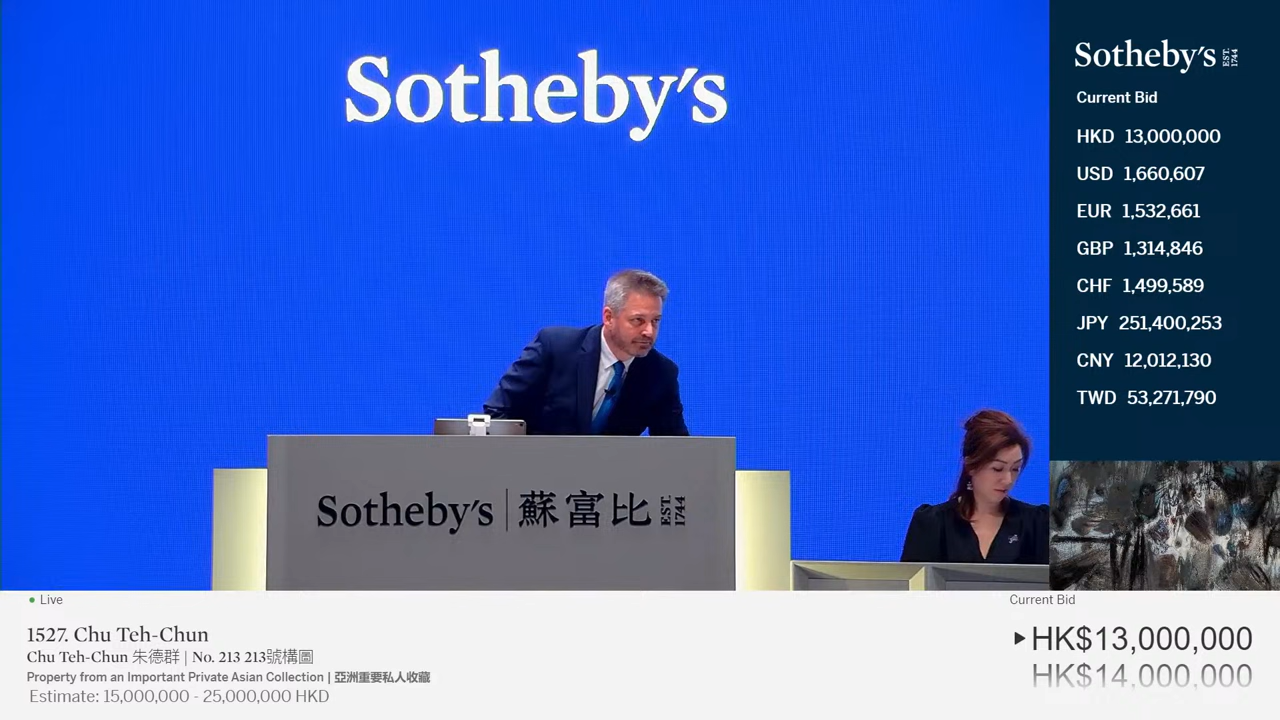 Sotheby's
Sotheby's | 蘇富比 EST. 1744
Sotheby's EST. 1744
Current Bid
HKD 13,000,000
USD 1,660,607
EUR 1,532,661
GBP 1,314,846
CHF 1,499,589
JPY 251,400,253
CNY 12,012,130
TWD 53,271,790
Live
1527. Chu Teh-Chun
Chu Teh-Chun 朱德群 | No. 213 213號構圖
Property from an Important Private Asian Collection | 亞洲重要私人收藏
Estimate: 15,000,000 - 25,000,000 HKD
Current Bid
HK$13,000,000
HK$14,000,000